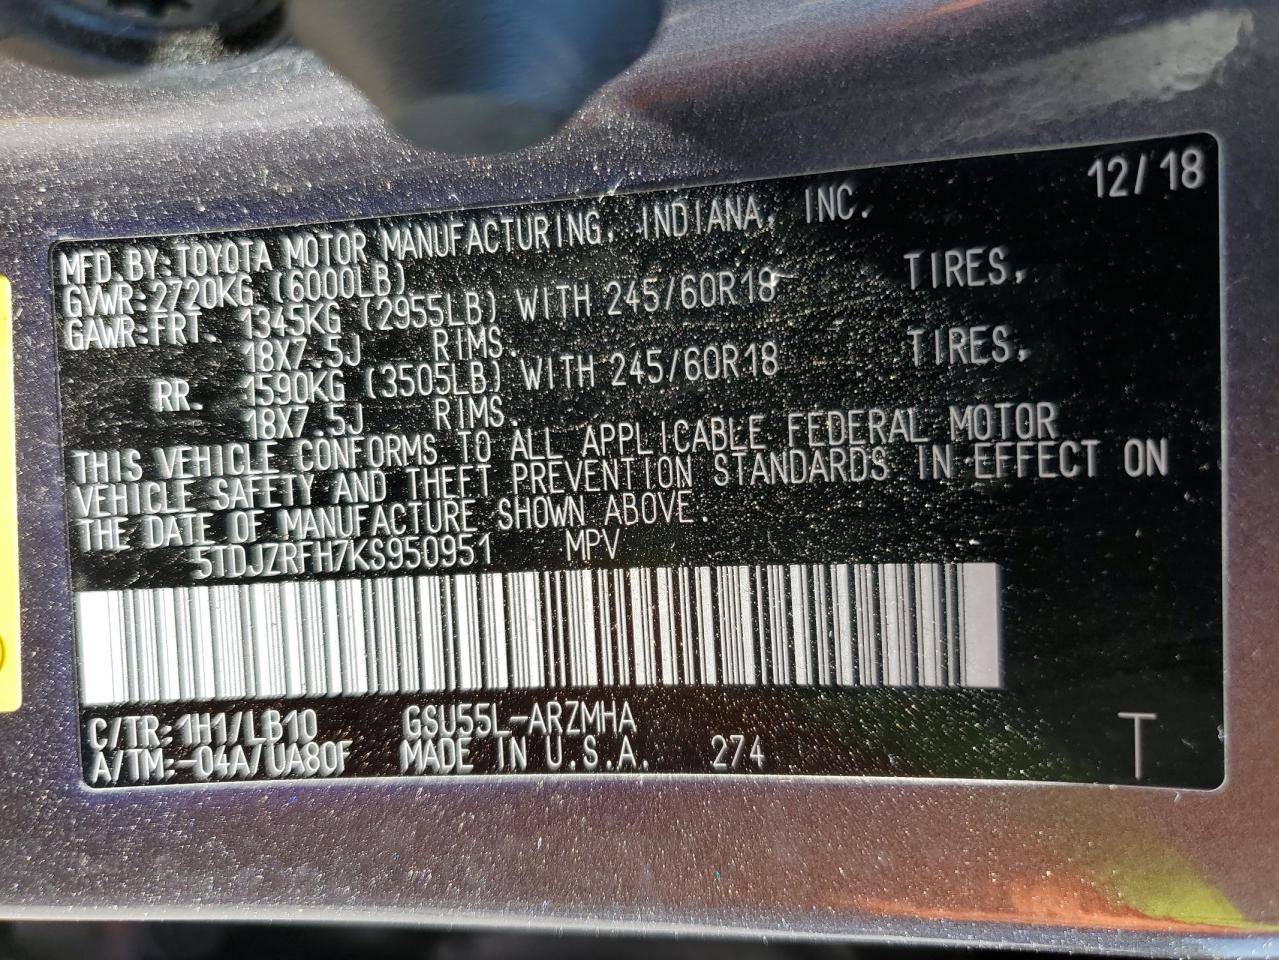 12/18
MFD.BY:TOYOTA MOTOR MANUFACTURING, INDIANA, INC.
GVWR:2720KG (6000LB)
GAWR:FRT. 1345KG (2955LB) WITH 245/60R18 TIRES,
18X7.5J RIMS.
RR. 1590KG (3505LB) WITH 245/60R18 TIRES,
18X7.5J RIMS.
THIS VEHICLE CONFORMS TO ALL APPLICABLE FEDERAL MOTOR
VEHICLE SAFETY AND THEFT PREVENTION STANDARDS IN EFFECT ON
THE DATE OF MANUFACTURE SHOWN ABOVE.
5TDJZRFH7KS950951 MPV
C/TR:1H1/LB10 GSU55L-ARZMHA
A/TM:-04A/UA80F MADE IN U.S.A. 274 T